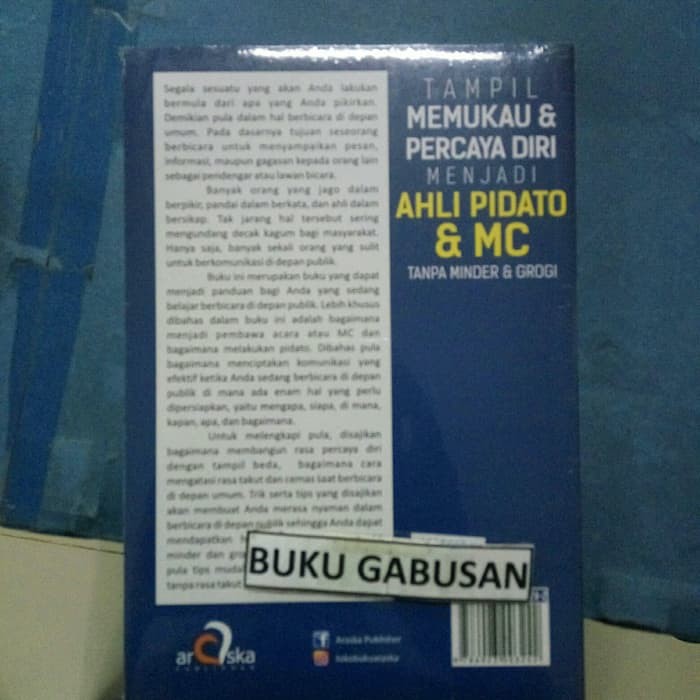 Segala sesuatu yang akan Anda lakukan
bermula dari apa yang Anda pikirkan.
Demikian pula dalam hal berbicara di depan
umum. Pada dasarnya tujuan seseorang
berbicara untuk menyampaikan pesan,
informasi, maupun gagasan kepada orang lain
sebagai pendengar atau lawan bicara.
Banyak orang yang jago dalam
berpikir, pandai dalam berkata, dan ahli dalam
bersikap. Tak jarang hal tersebut sering
mengundang decak kagum bagi masyarakat.
Hanya saja, banyak sekali orang yang sulit
untuk berkomunikasi di depan publik.
Buku ini merupakan buku yang dapat
menjadi panduan bagi Anda yang sedang
belajar berbicara di depan publik. Lebih khusus
dibahas dalam buku ini adalah bagaimana
menjadi pembawa acara atau MC dan
bagaimana melakukan pidato. Dibahas pula
bagaimana menciptakan komunikasi yang
efektif ketika Anda sedang berbicara di depan
publik di mana ada enam hal yang perlu
dipersiapkan, yaitu mengapa, siapa, di mana,
kapan, apa, dan bagaimana.
Untuk melengkapi pula, disajikan
bagaimana membangun rasa percaya diri
dengan tampil beda, bagaimana cara
mengatasi rasa takut dan cemas saat berbicara
di depan umum. Trik serta tips yang disajikan
akan membuat Anda merasa nyaman dalam
berbicara di depan publik sehingga Anda dapat
mendapatkan
minder dan
pula tips
tanpa rasa takut
TAMPIL
MEMUKAU &
PERCAYA DIRI
MENJADI
AHLI PIDATO
& MC
TANPA MINDER & GROGI
BUKU GABUSAN
araska
PUBLISHER
Araska Publisher
tokobukuaraska